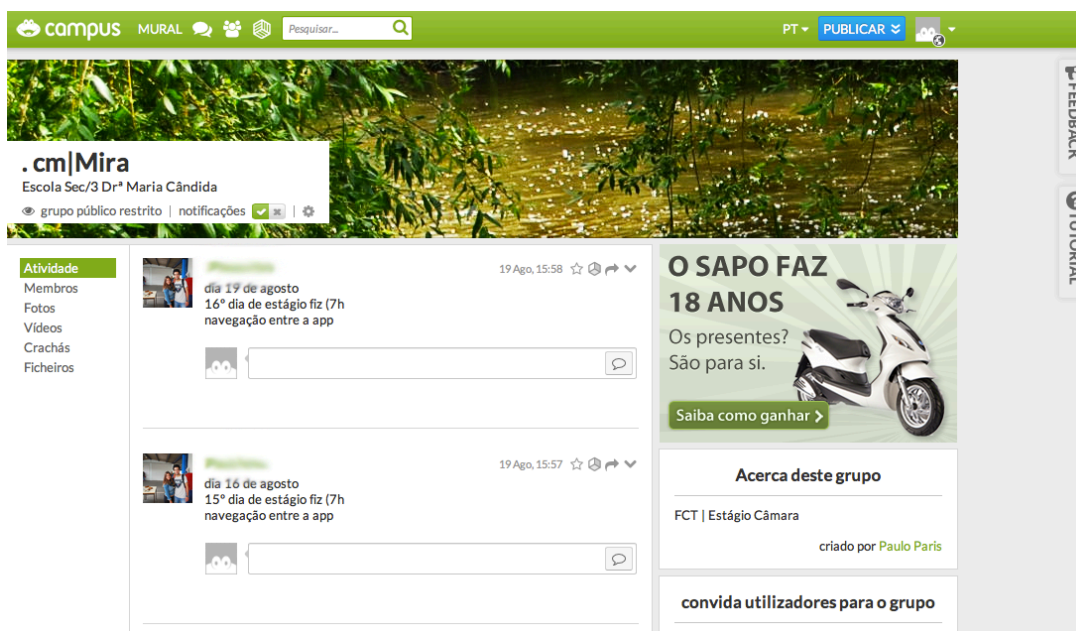 campus MURAL Pesquisar... PT PUBLICAR
FEEDBACK
TUTORIAL
. cm|Mira
Escola Sec/3 Drª Maria Cândida
grupo público restrito | notificações |
Atividade
Membros
Fotos
Vídeos
Crachás
Ficheiros
19 Ago, 15:58
dia 19 de agosto
16º dia de estágio fiz (7h
navegação entre a app
19 Ago, 15:57
dia 16 de agosto
15º dia de estágio fiz (7h
navegação entre a app
O SAPO FAZ
18 ANOS
Os presentes?
São para si.
Saiba como ganhar >
Acerca deste grupo
FCT | Estágio Câmara
criado por Paulo Paris
convida utilizadores para o grupo